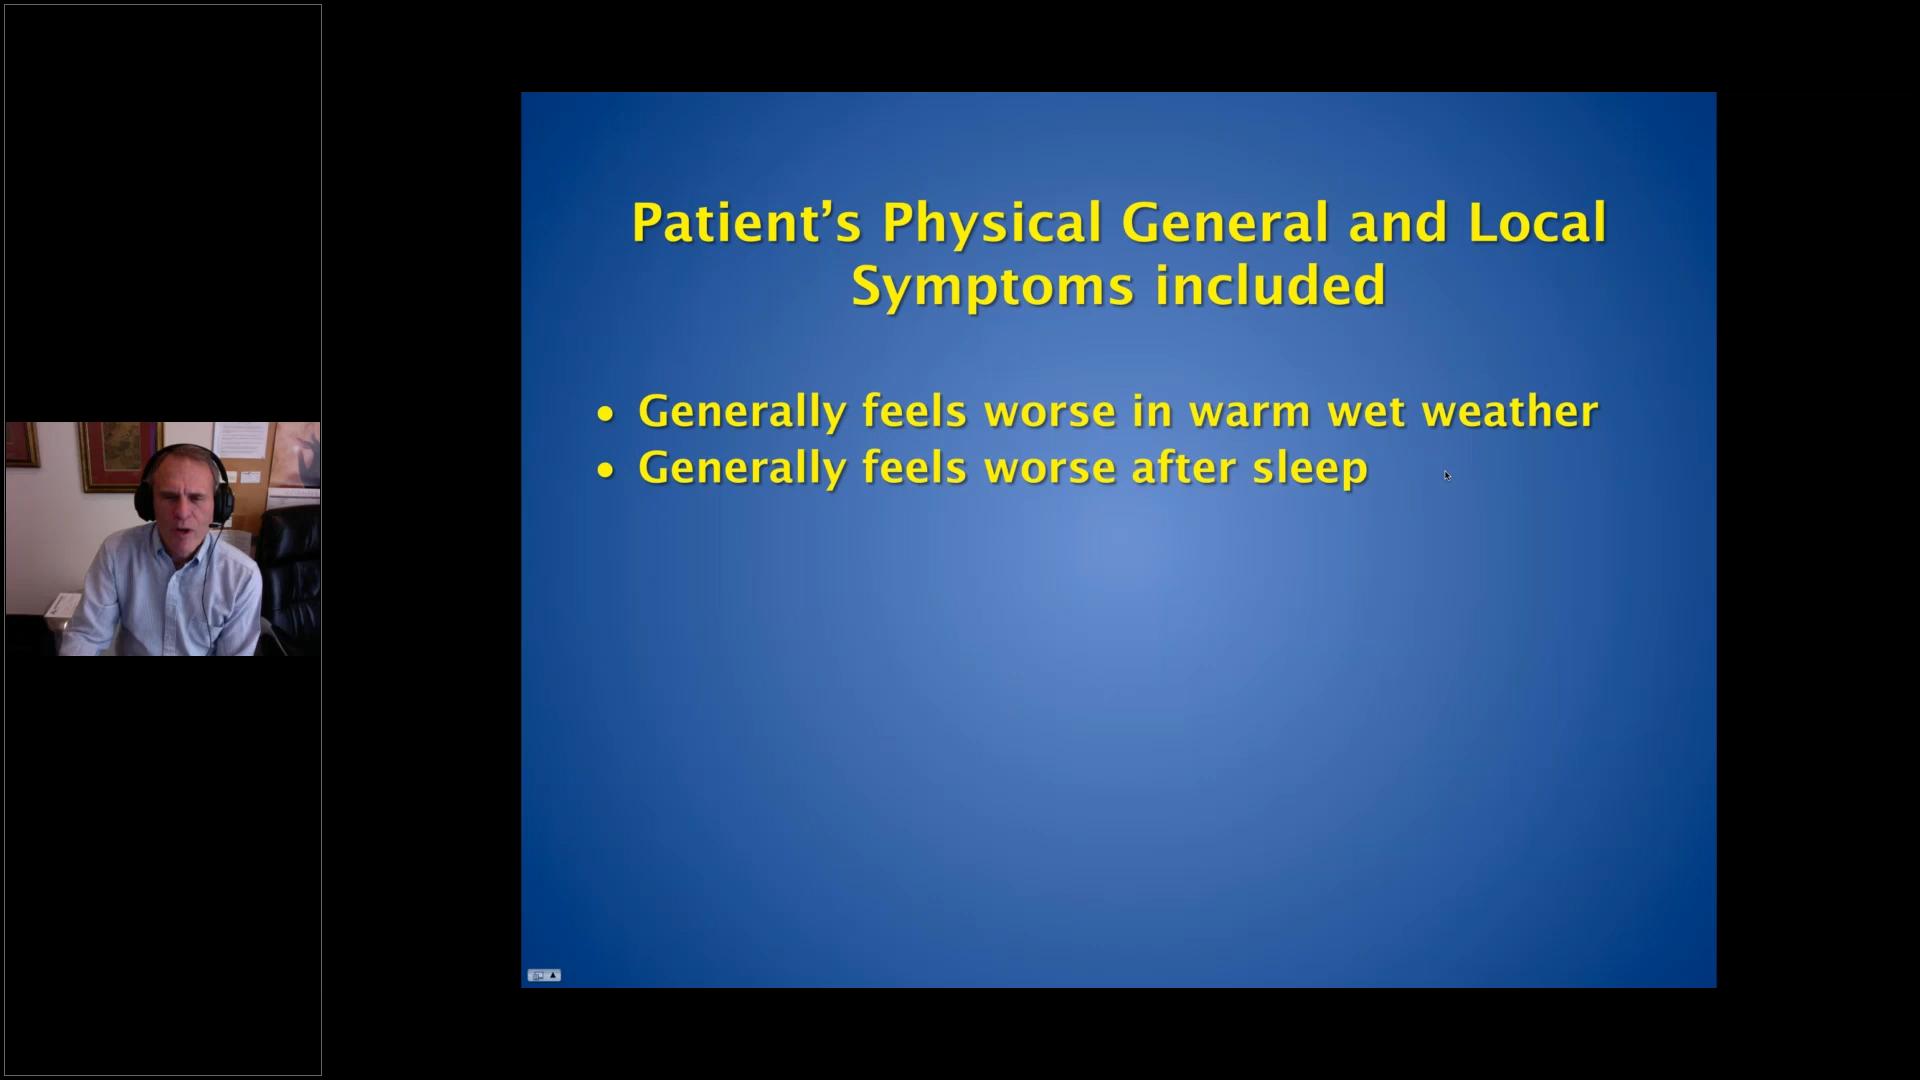 Patient’s Physical General and Local
Symptoms included
• Generally feels worse in warm wet weather
• Generally feels worse after sleep